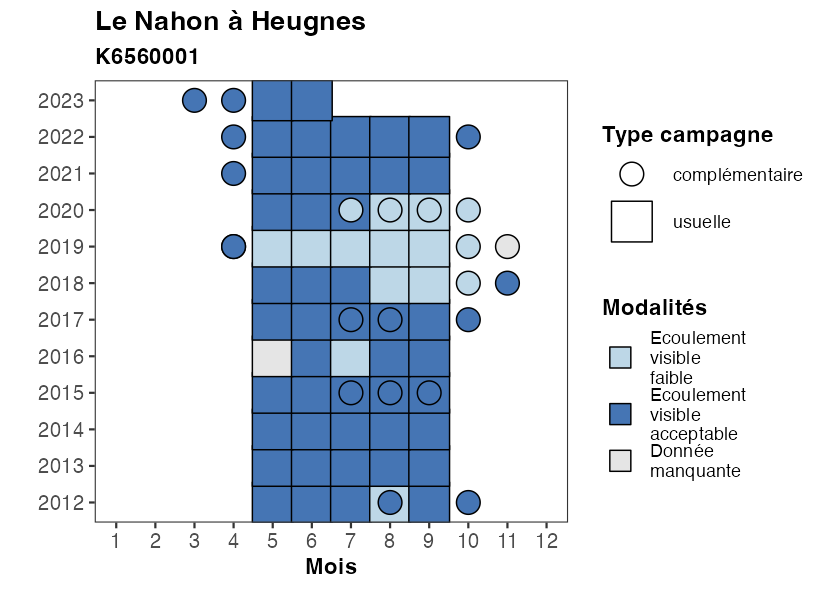 Le Nahon à Heugnes
K6560001
2023
2022
2021
2020
2019
2018
2017
2016
2015
2014
2013
2012
1 2 3 4 5 6 7 8 9 10 11 12
Mois
Type campagne
complémentaire
usuelle
Modalités
Ecoulement
visible
faible
Ecoulement
visible
acceptable
Donnée
manquante